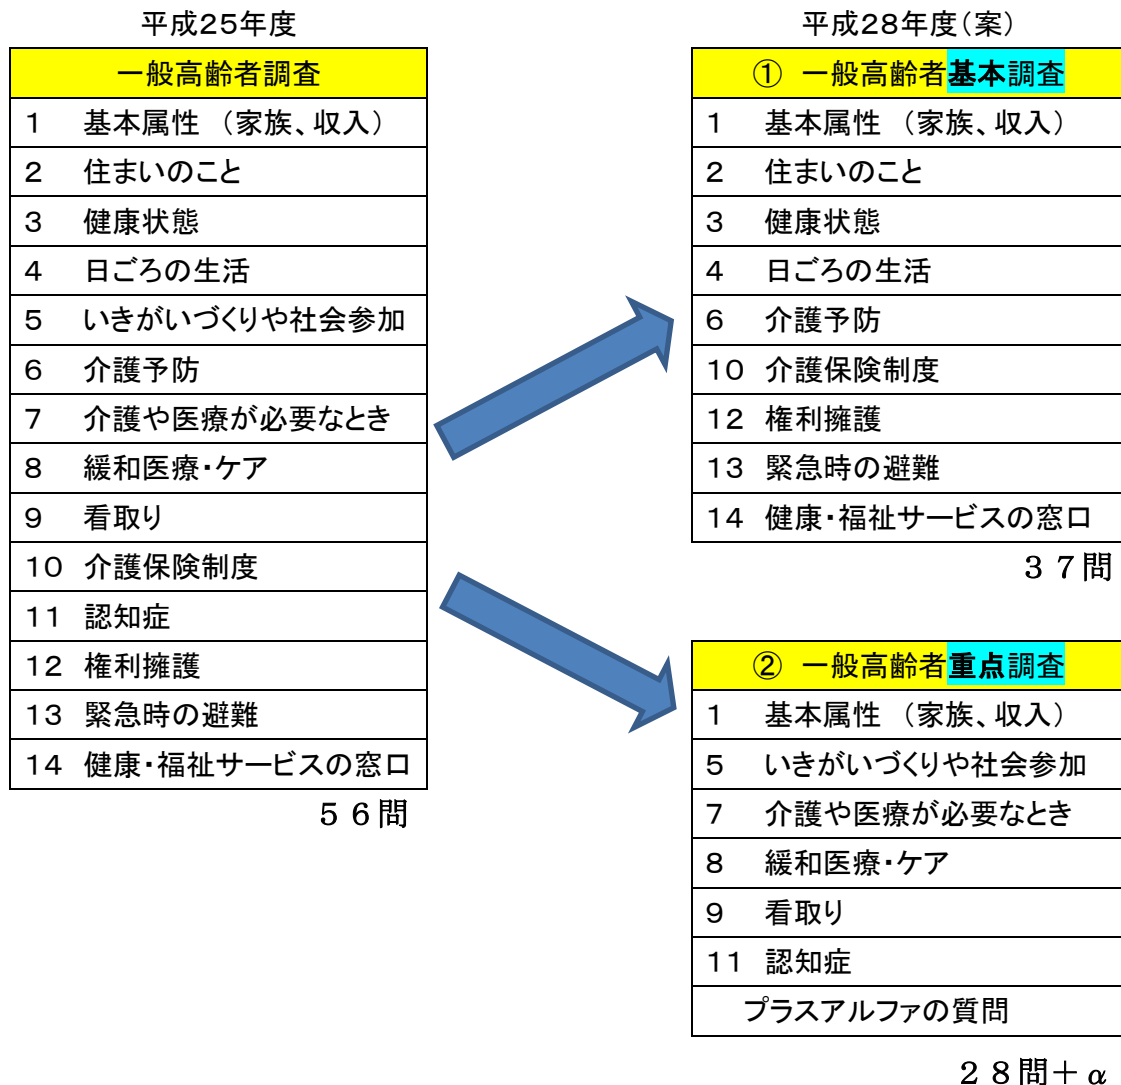 平成25年度
一般高齢者調査
1 基本属性 （家族、収入）
2 住まいのこと
3 健康状態
4 日ごろの生活
5 いきがいづくりや社会参加
6 介護予防
7 介護や医療が必要なとき
8 緩和医療・ケア
9 看取り
10 介護保険制度
11 認知症
12 権利擁護
13 緊急時の避難
14 健康・福祉サービスの窓口
５６問
平成28年度（案）
① 一般高齢者基本調査
1 基本属性 （家族、収入）
2 住まいのこと
3 健康状態
4 日ごろの生活
6 介護予防
10 介護保険制度
12 権利擁護
13 緊急時の避難
14 健康・福祉サービスの窓口
３７問
② 一般高齢者重点調査
1 基本属性 （家族、収入）
5 いきがいづくりや社会参加
7 介護や医療が必要なとき
8 緩和医療・ケア
9 看取り
11 認知症
プラスアルファの質問
２８問＋α